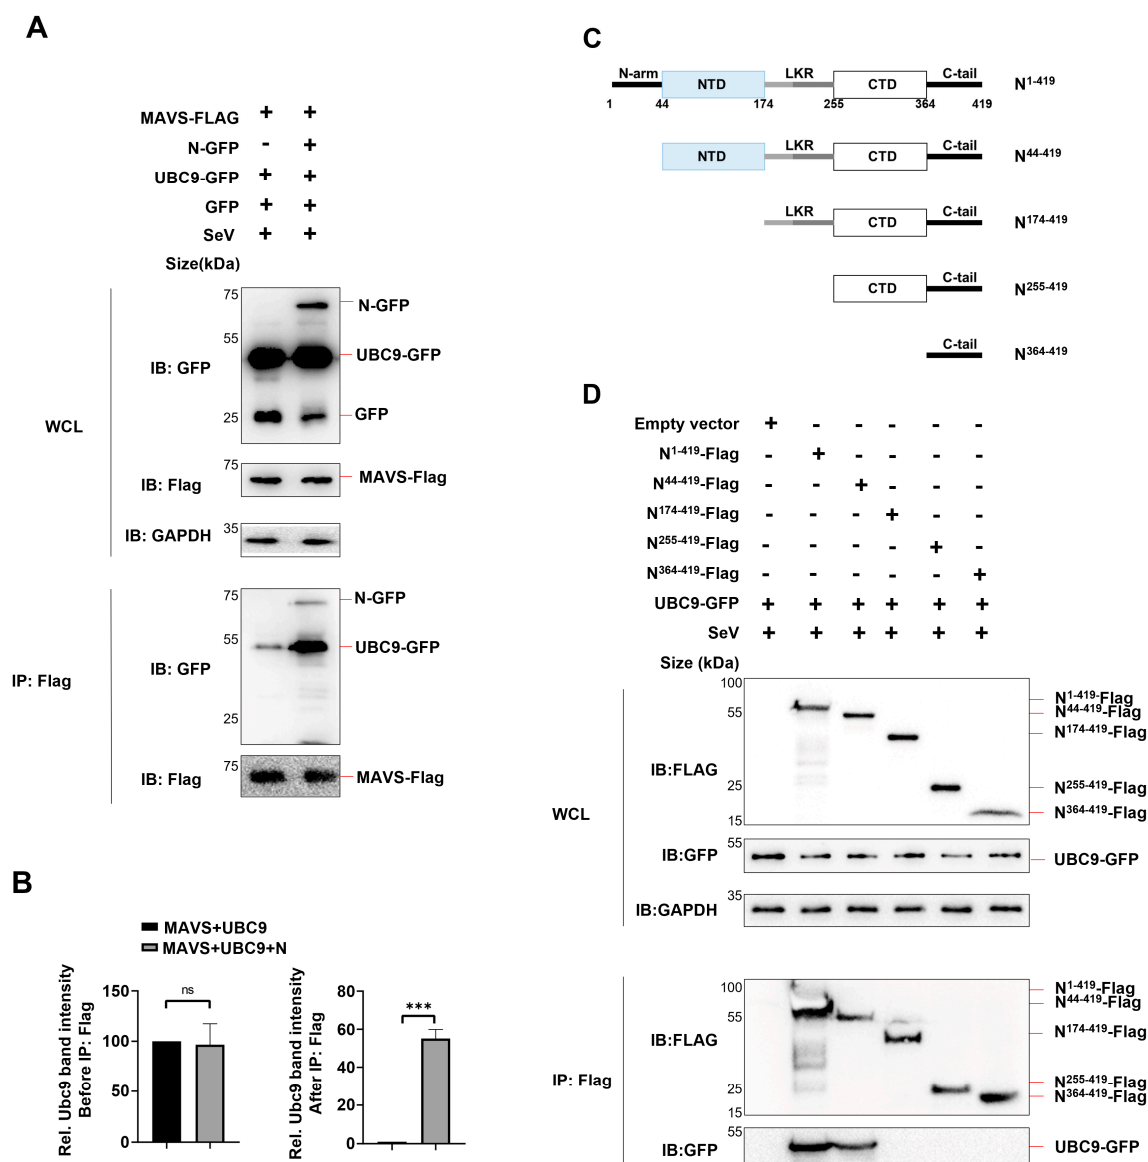 A
MAVS-FLAG + +
N-GFP - +
UBC9-GFP + +
GFP + +
SeV + +
Size(kDa)
75
N-GFP
55
UBC9-GFP
IB: GFP
25
GFP
WCL
75
IB: Flag
MAVS-Flag
35
IB: GAPDH
75
N-GFP
55
UBC9-GFP
IB: GFP
IP: Flag
25
75
IB: Flag
MAVS-Flag
B
MAVS+UBC9
MAVS+UBC9+N
Rel. Ubc9 band intensity
Before IP: Flag
150
100
50
0
ns
Rel. Ubc9 band intensity
After IP: Flag
80
60
40
20
0
***
C
N-arm NTD LKR CTD C-tail N1-419
1 44 174 255 364 419
NTD LKR CTD C-tail N44-419
LKR CTD C-tail N174-419
CTD C-tail N255-419
C-tail N364-419
D
Empty vector + - - - - -
N1-419-Flag - + - - - -
N44-419-Flag - - + - - -
N174-419-Flag - - - + - -
N255-419-Flag - - - - + -
N364-419-Flag - - - - - +
UBC9-GFP + + + + + +
SeV + + + + + +
Size (kDa)
100
N1-419-Flag
55
N44-419-Flag
N174-419-Flag
IB:FLAG
25
N255-419-Flag
15
N364-419-Flag
WCL
55
IB:GFP
UBC9-GFP
35
IB:GAPDH
100
N1-419-Flag
N44-419-Flag
55
N174-419-Flag
IB:FLAG
IP: Flag
25
N255-419-Flag
N364-419-Flag
15
55
IB:GFP
UBC9-GFP